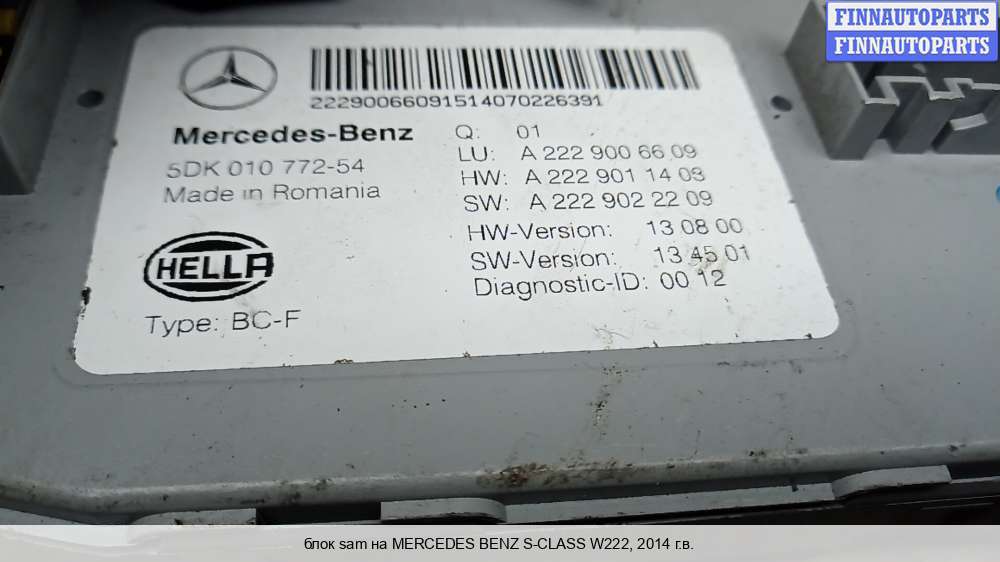 FINNAUTOPARTS
FINNAUTOPARTS
22290066091514070226391
Mercedes-Benz
5DK 010 772-54
Made in Romania
HELLA
Type: BC-F
Q: 01
LU: A 222 900 66 09
HW: A 222 901 14 03
SW: A 222 902 22 09
HW-Version: 13 08 00
SW-Version: 13 45 01
Diagnostic-ID: 00 12
блок sam на MERCEDES BENZ S-CLASS W222, 2014 г.в.